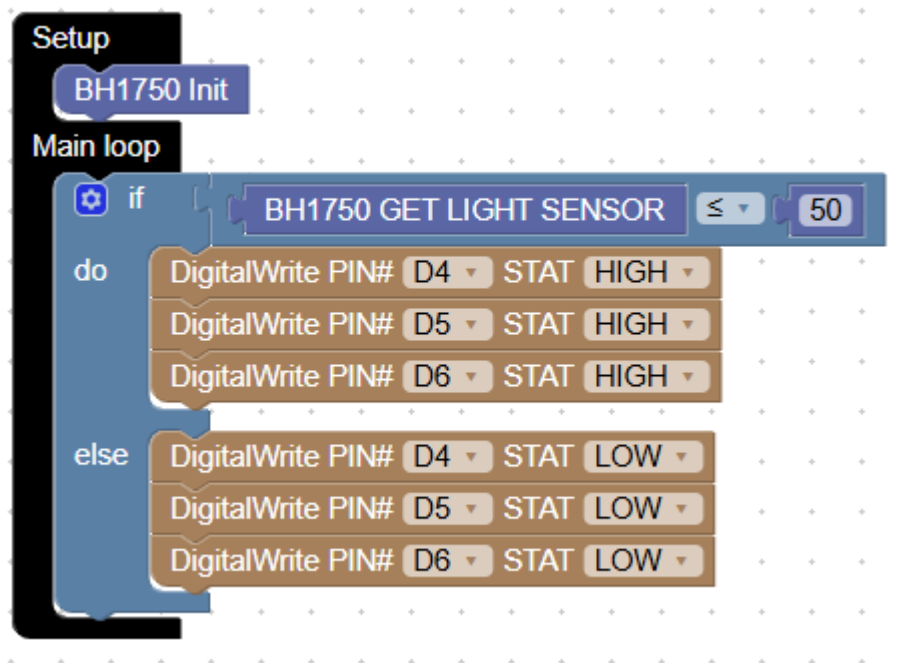 Setup
BH1750 Init
Main loop
if BH1750 GET LIGHT SENSOR ≤ 50
do DigitalWrite PIN# D4 STAT HIGH
DigitalWrite PIN# D5 STAT HIGH
DigitalWrite PIN# D6 STAT HIGH
else DigitalWrite PIN# D4 STAT LOW
DigitalWrite PIN# D5 STAT LOW
DigitalWrite PIN# D6 STAT LOW